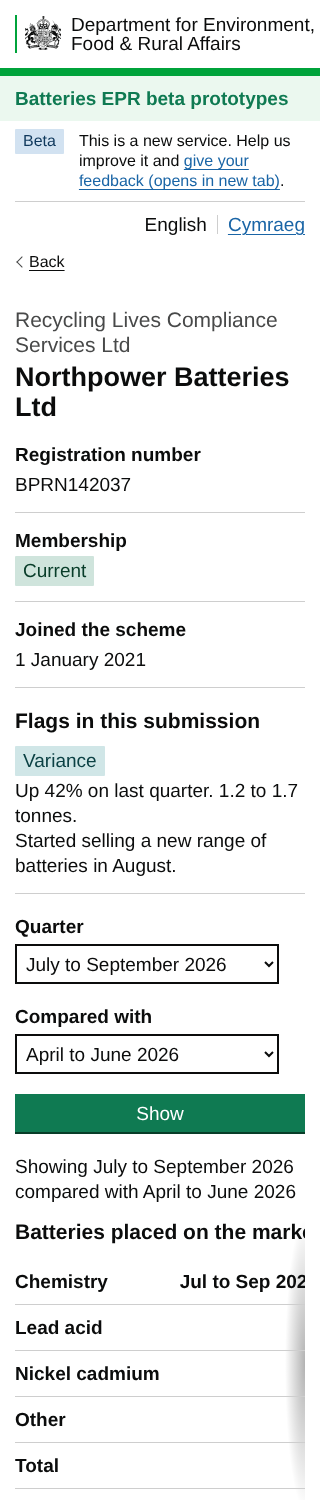 Department for Environment,
Food & Rural Affairs
Batteries EPR beta prototypes
Beta
This is a new service. Help us
improve it and give your
feedback (opens in new tab).
English
Cymraeg
Back
Recycling Lives Compliance
Services Ltd
Northpower Batteries
Ltd
Registration number
BPRN142037
Membership
Current
Joined the scheme
1 January 2021
Flags in this submission
Variance
Up 42% on last quarter. 1.2 to 1.7
tonnes.
Started selling a new range of
batteries in August.
Quarter
July to September 2026
Compared with
April to June 2026
Show
Showing July to September 2026
compared with April to June 2026
Batteries placed on the
Chemistry
Jul to Sep
Lead acid
Nickel cadmium
Other
Total